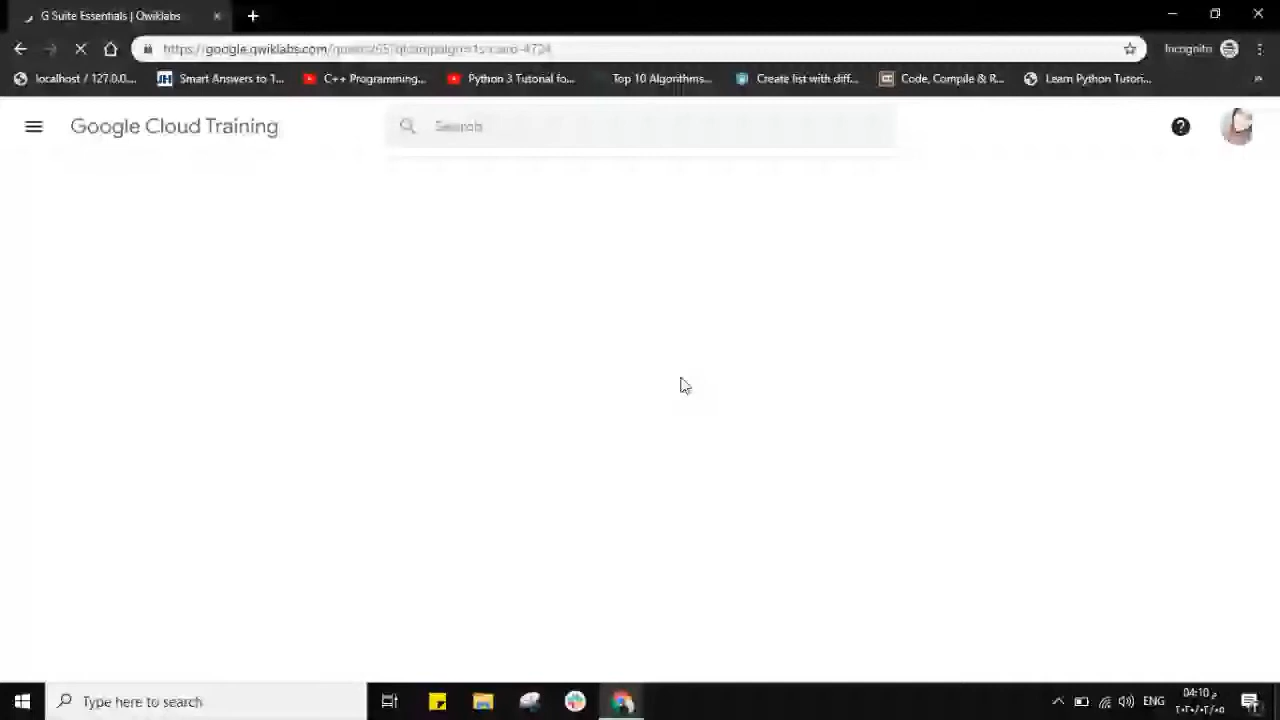 G Suite Essentials | Qwiklabs
Incognito
localhost / 127.0.0....
Smart Answers to 1...
C++ Programming...
Python 3 Tutorial fo...
Top 10 Algorithms...
Create list with diff...
Code, Compile & R...
Learn Python Tutori...
Google Cloud Training
Search
Type here to search
ENG
04:10 م